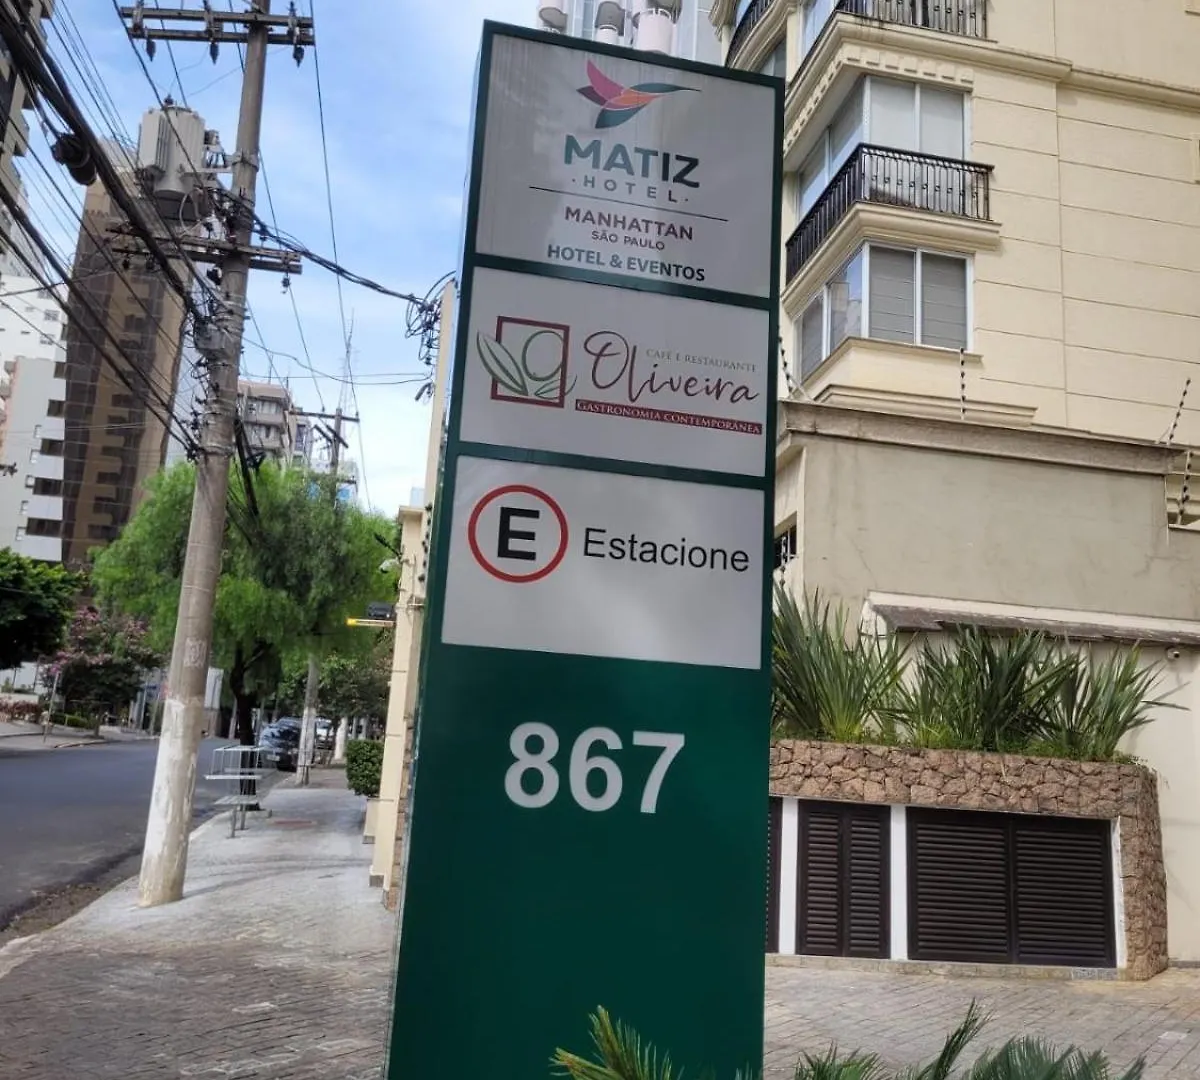 MATIZ
· HOTEL ·
MANHATTAN
SÃO PAULO
HOTEL & EVENTOS
CAFÉ E RESTAURANTE
Oliveira
GASTRONOMIA CONTEMPORÂNEA
E Estacione
867